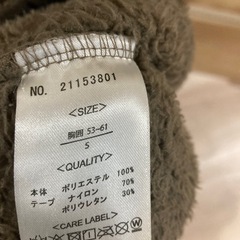 NO. 21153801
<SIZE>
胸囲 53-61
S
<QUALITY>
本体 ポリエステル 100%
テープ ナイロン 70%
ポリウレタン 30%
<CARE LABEL>